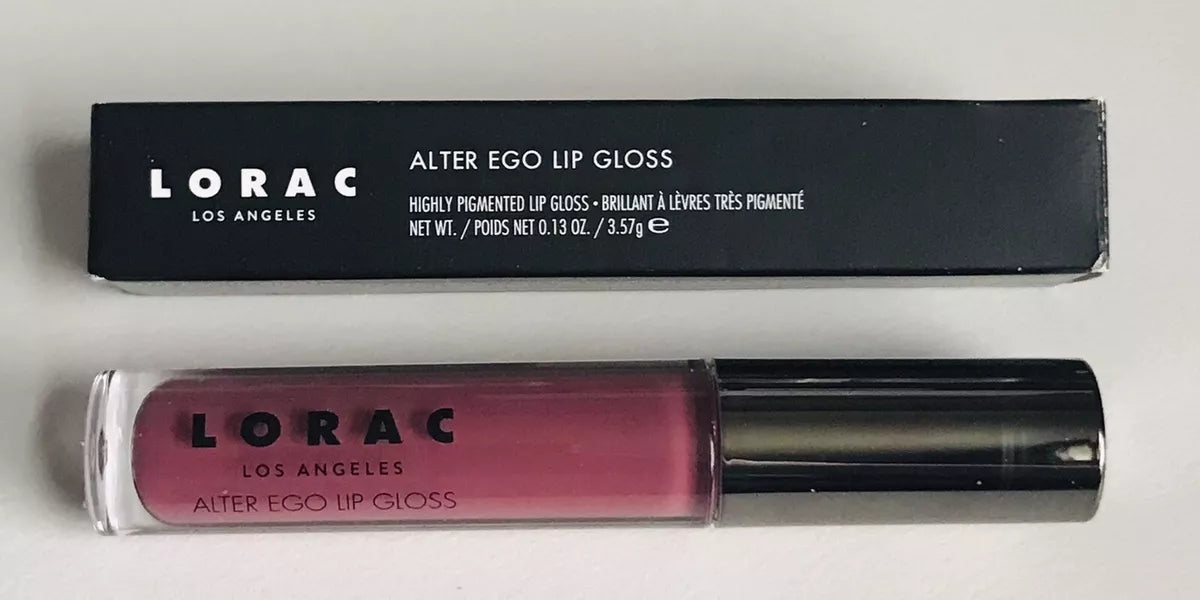 LORAC
LOS ANGELES
ALTER EGO LIP GLOSS
HIGHLY PIGMENTED LIP GLOSS • BRILLANT À LÈVRES TRÈS PIGMENTÉ
NET WT. / POIDS NET 0.13 OZ. / 3.57g ℮
LORAC
LOS ANGELES
ALTER EGO LIP GLOSS